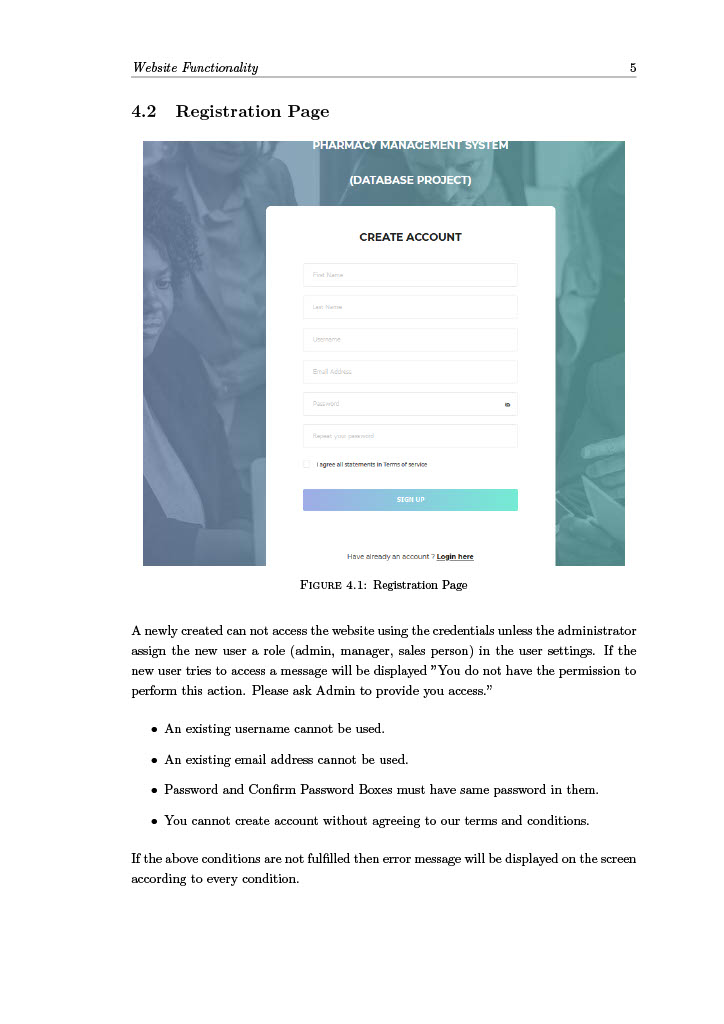 Website Functionality 5
4.2 Registration Page
PHARMACY MANAGEMENT SYSTEM
(DATABASE PROJECT)
CREATE ACCOUNT
First Name
Last Name
Username
Email Address
Password
Repeat your password
I agree all statements in Terms of service
SIGN UP
Have already an account ? Login here
FIGURE 4.1: Registration Page
A newly created can not access the website using the credentials unless the administrator
assign the new user a role (admin, manager, sales person) in the user settings. If the
new user tries to access a message will be displayed ”You do not have the permission to
perform this action. Please ask Admin to provide you access.”
• An existing username cannot be used.
• An existing email address cannot be used.
• Password and Confirm Password Boxes must have same password in them.
• You cannot create account without agreeing to our terms and conditions.
If the above conditions are not fulfilled then error message will be displayed on the screen
according to every condition.